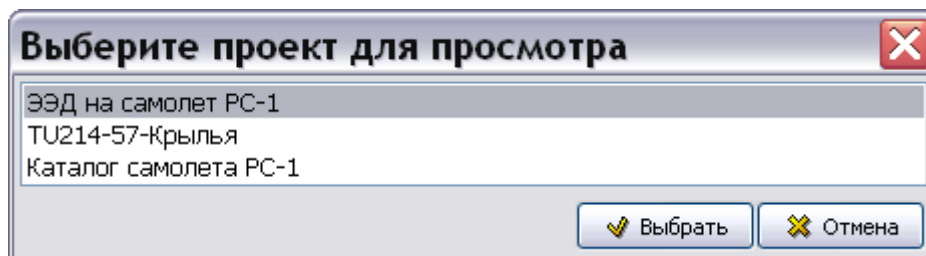 Выберите проект для просмотра
ЭЭД на самолет РС-1
TU214-57-Крылья
Каталог самолета РС-1
Выбрать Отмена